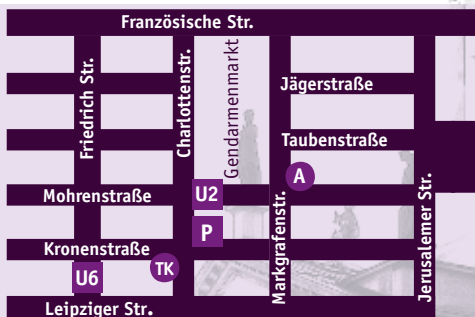 Französische Str.
Friedrich Str.
Charlottenstr.
Gendarmenmarkt
Jägerstraße
Taubenstraße
A
Mohrenstraße
U2
Markgrafenstr.
Jerusalemer Str.
P
Kronenstraße
U6
TK
Leipziger Str.